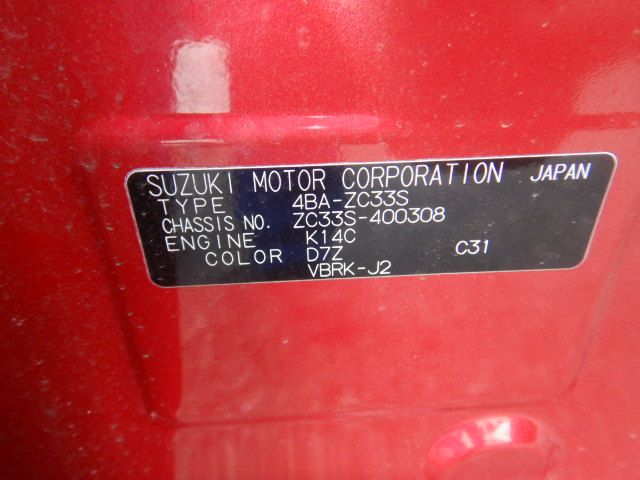 SUZUKI MOTOR CORPORATION JAPAN
TYPE 4BA-ZC33S
CHASSIS NO. ZC33S-400308
ENGINE K14C C31
COLOR D7Z
VBRK-J2